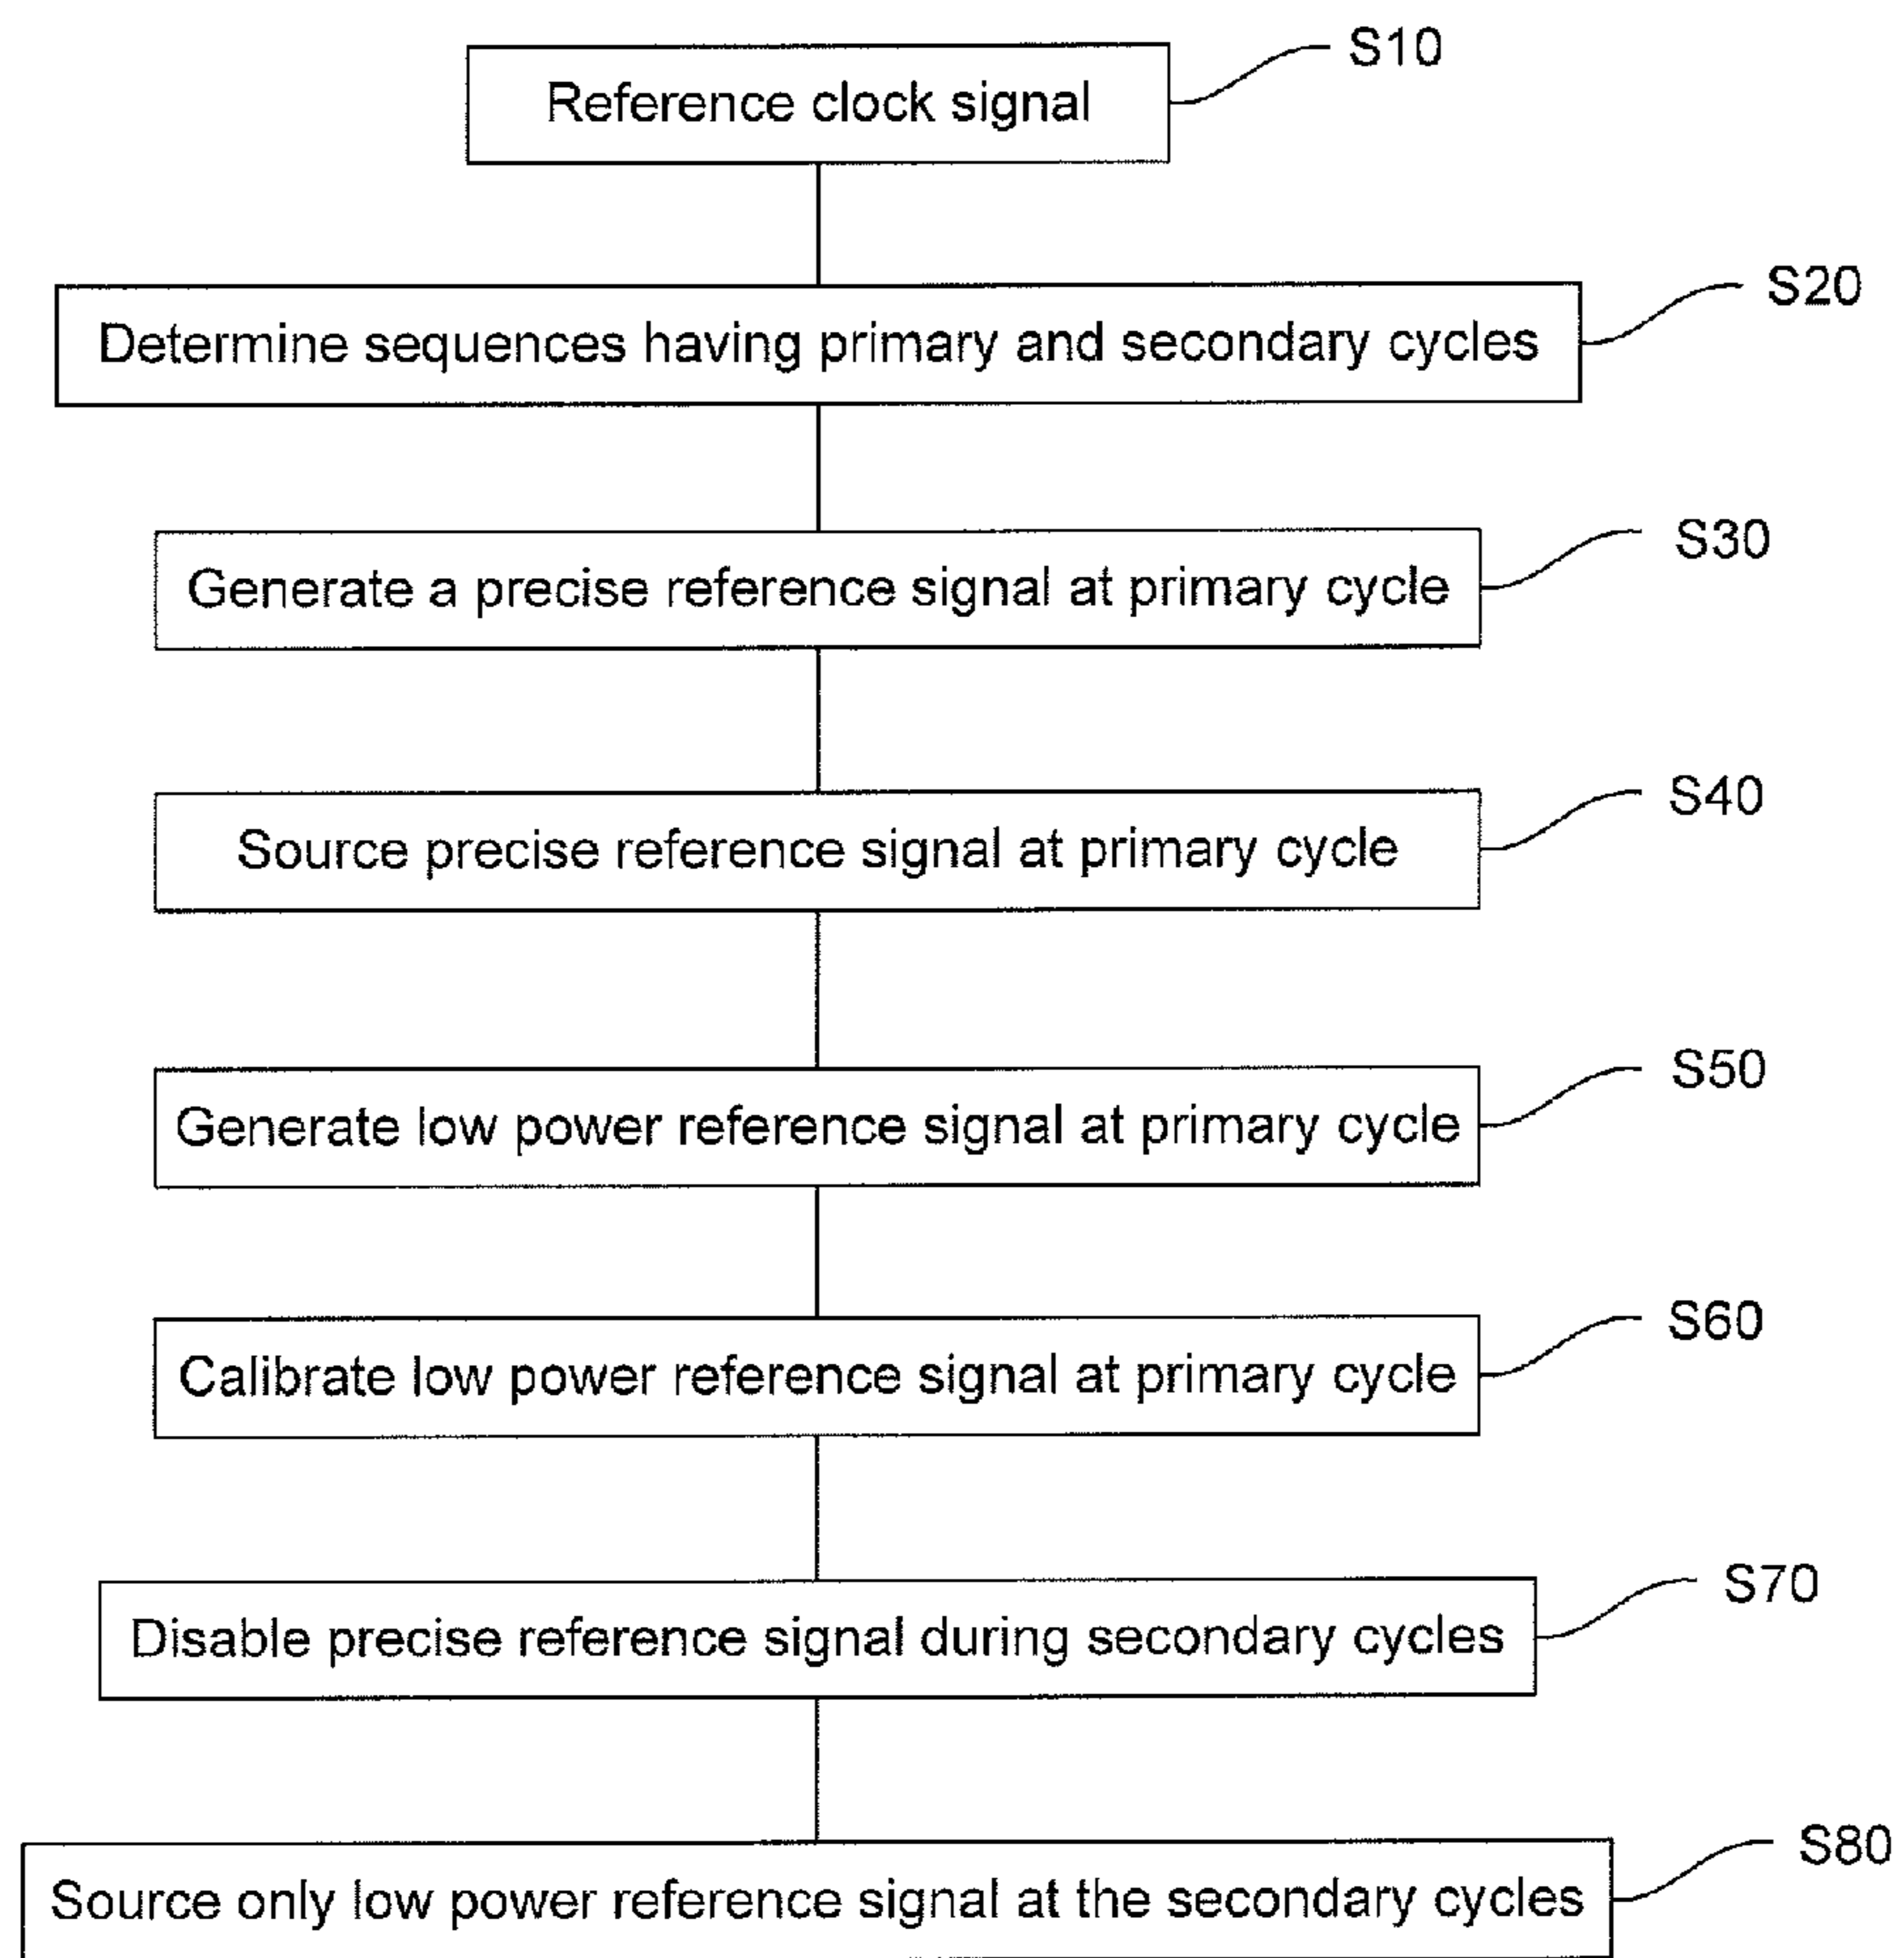 S10
Reference clock signal
S20
Determine sequences having primary and secondary cycles
S30
Generate a precise reference signal at primary cycle
S40
Source precise reference signal at primary cycle
S50
Generate low power reference signal at primary cycle
S60
Calibrate low power reference signal at primary cycle
S70
Disable precise reference signal during secondary cycles
S80
Source only low power reference signal at the secondary cycles